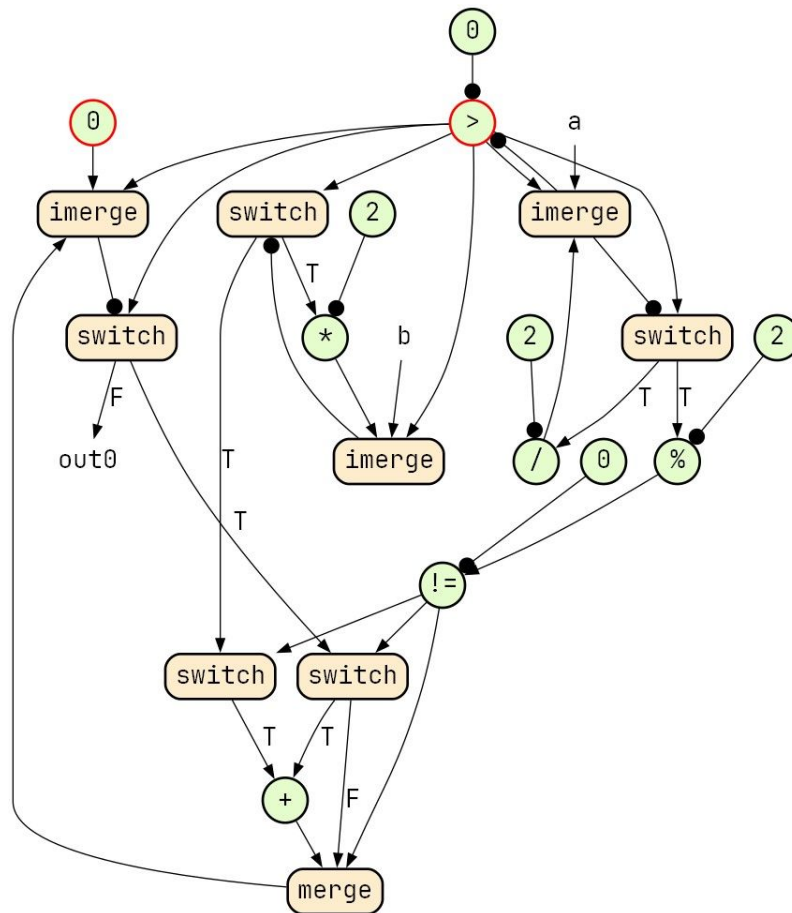 0
0
>
a
imerge
switch
2
imerge
T
switch
*
b
2
switch
2
F
T
T
out0
imerge
/
0
%
T
T
!=
switch
switch
T
T
+
F
merge